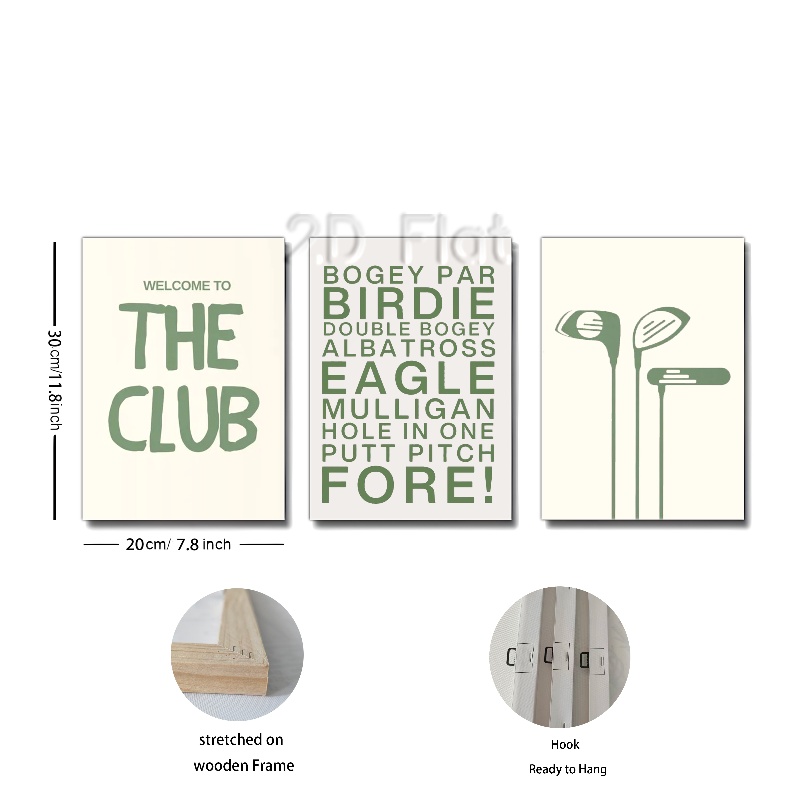 2D Flat
WELCOME TO
THE
CLUB
BOGEY PAR
BIRDIE
DOUBLE BOGEY
ALBATROSS
EAGLE
MULLIGAN
HOLE IN ONE
PUTT PITCH
FORE!
30cm/11.8inch
20cm/ 7.8 inch
stretched on
wooden Frame
Hook
Ready to Hang